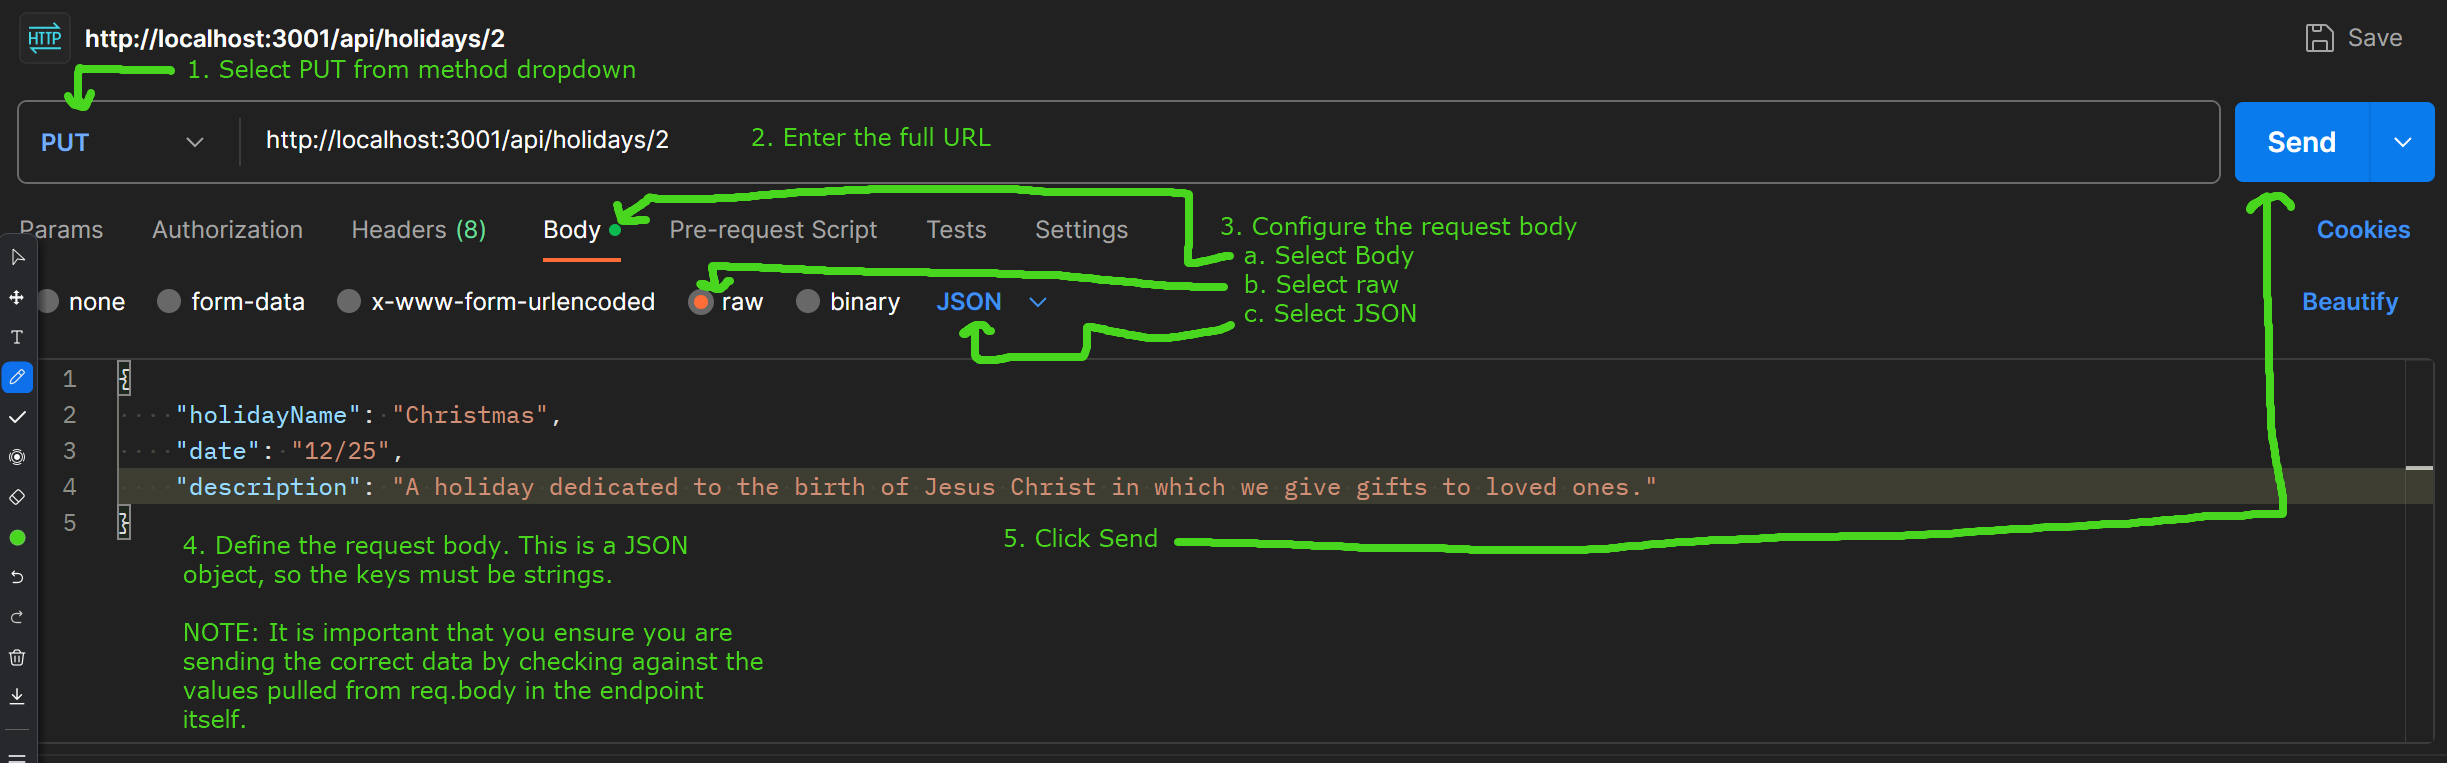 HTTP http://localhost:3001/api/holidays/2 Save
1. Select PUT from method dropdown
PUT http://localhost:3001/api/holidays/2 2. Enter the full URL Send
Params Authorization Headers (8) Body Pre-request Script Tests Settings Cookies
3. Configure the request body
a. Select Body
b. Select raw
c. Select JSON
none form-data x-www-form-urlencoded raw binary JSON Beautify
1 {
2 "holidayName": "Christmas",
3 "date": "12/25",
4 "description": "A holiday dedicated to the birth of Jesus Christ in which we give gifts to loved ones."
5 }
4. Define the request body. This is a JSON
object, so the keys must be strings.
NOTE: It is important that you ensure you are
sending the correct data by checking against the
values pulled from req.body in the endpoint
itself.
5. Click Send